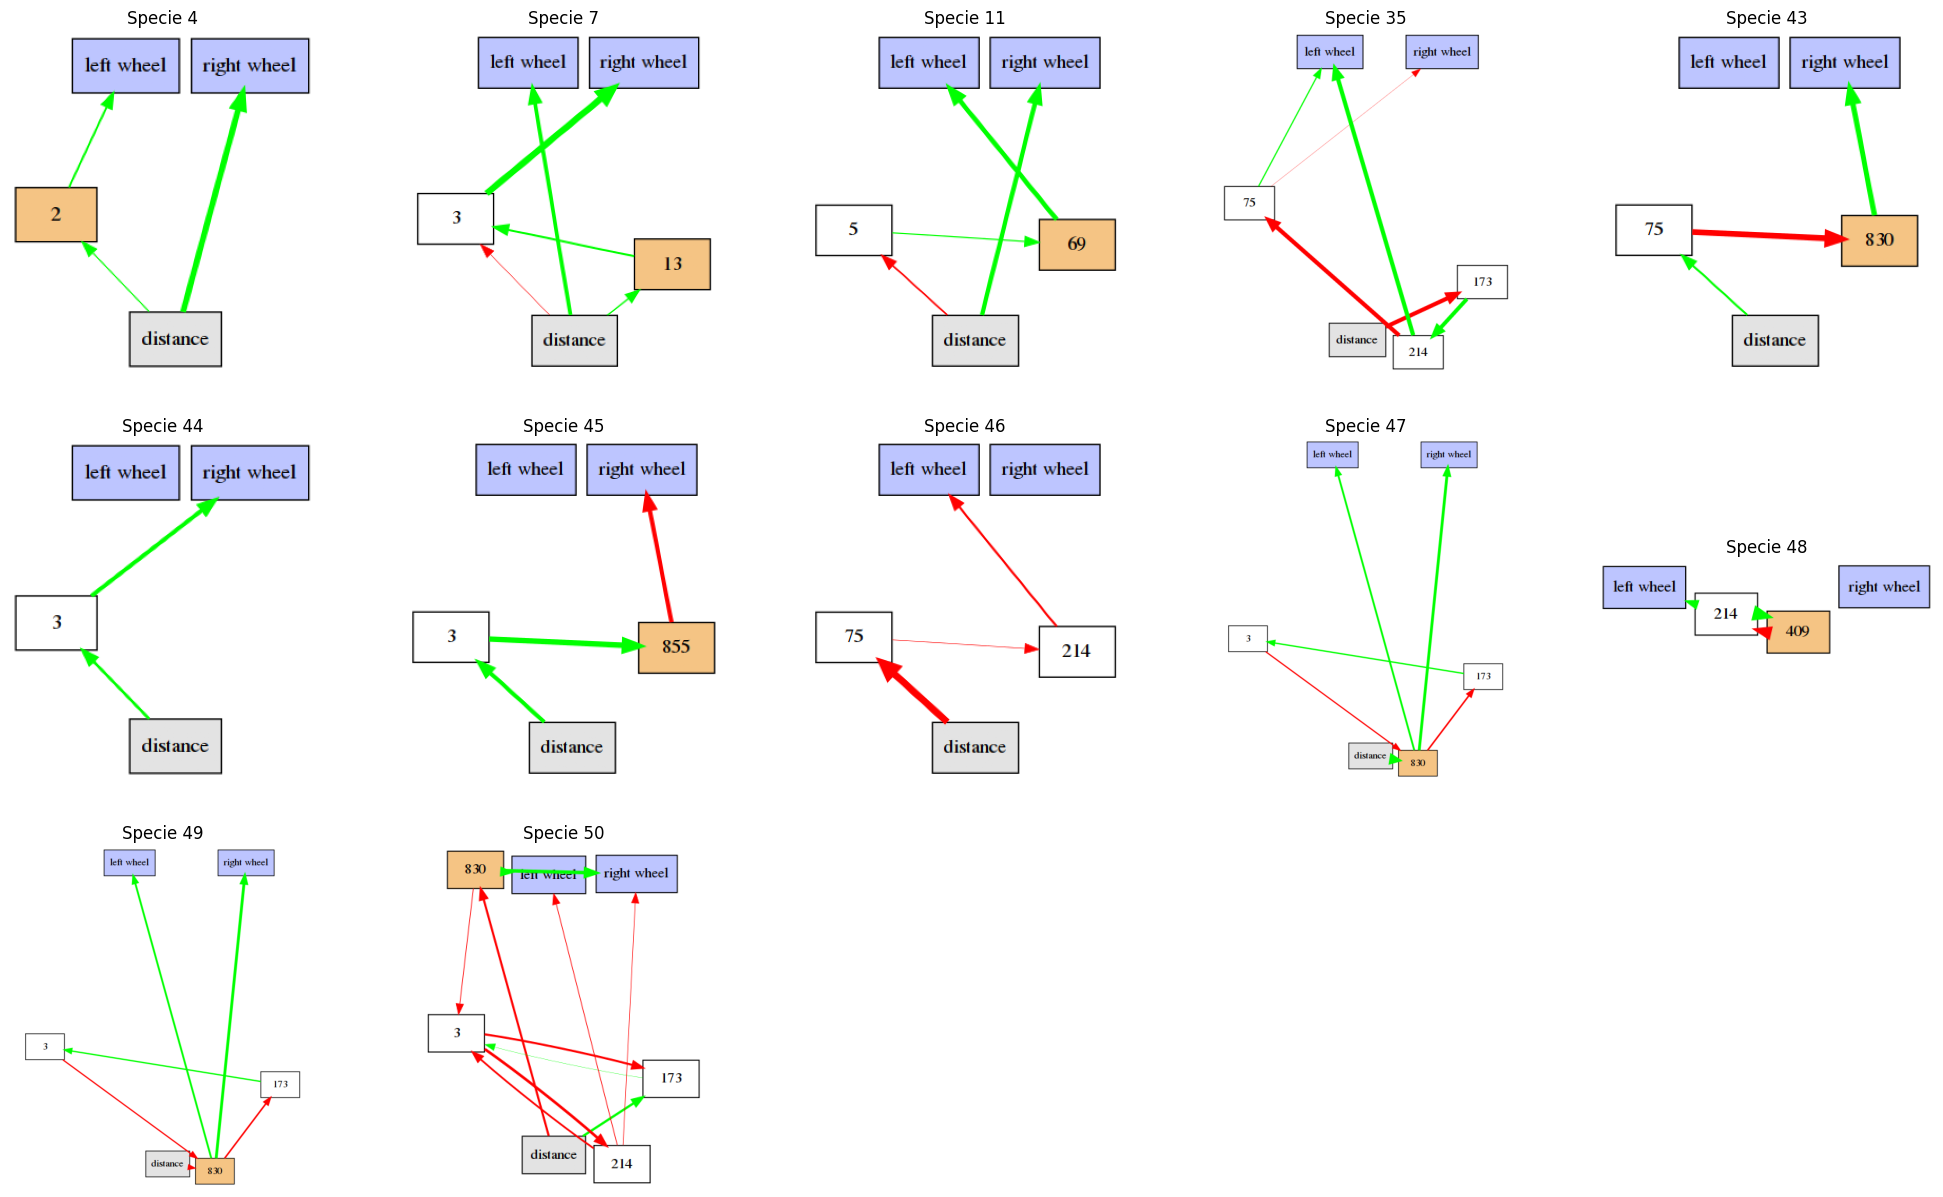 Specie 4
left wheel
right wheel
2
distance
Specie 7
left wheel
right wheel
3
13
distance
Specie 11
left wheel
right wheel
5
69
distance
Specie 35
left wheel
right wheel
75
173
distance
214
Specie 43
left wheel
right wheel
75
830
distance
Specie 44
left wheel
right wheel
3
distance
Specie 45
left wheel
right wheel
3
855
distance
Specie 46
left wheel
right wheel
75
214
distance
Specie 47
left wheel
right wheel
3
173
distance
830
Specie 48
left wheel
right wheel
214
409
Specie 49
left wheel
right wheel
3
173
distance
830
Specie 50
830
left wheel
right wheel
3
173
distance
214